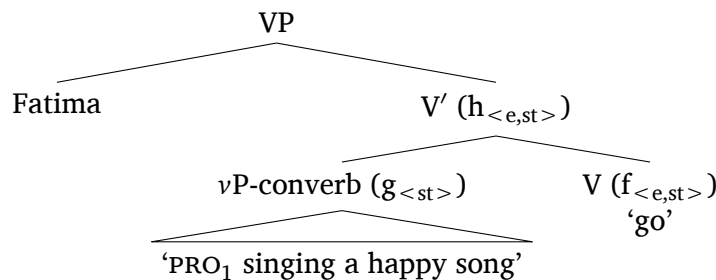 VP
Fatima V′ (h<e,st>)
vP-converb (g<st>) V (f<e,st>)
‘go’
‘PRO1 singing a happy song’